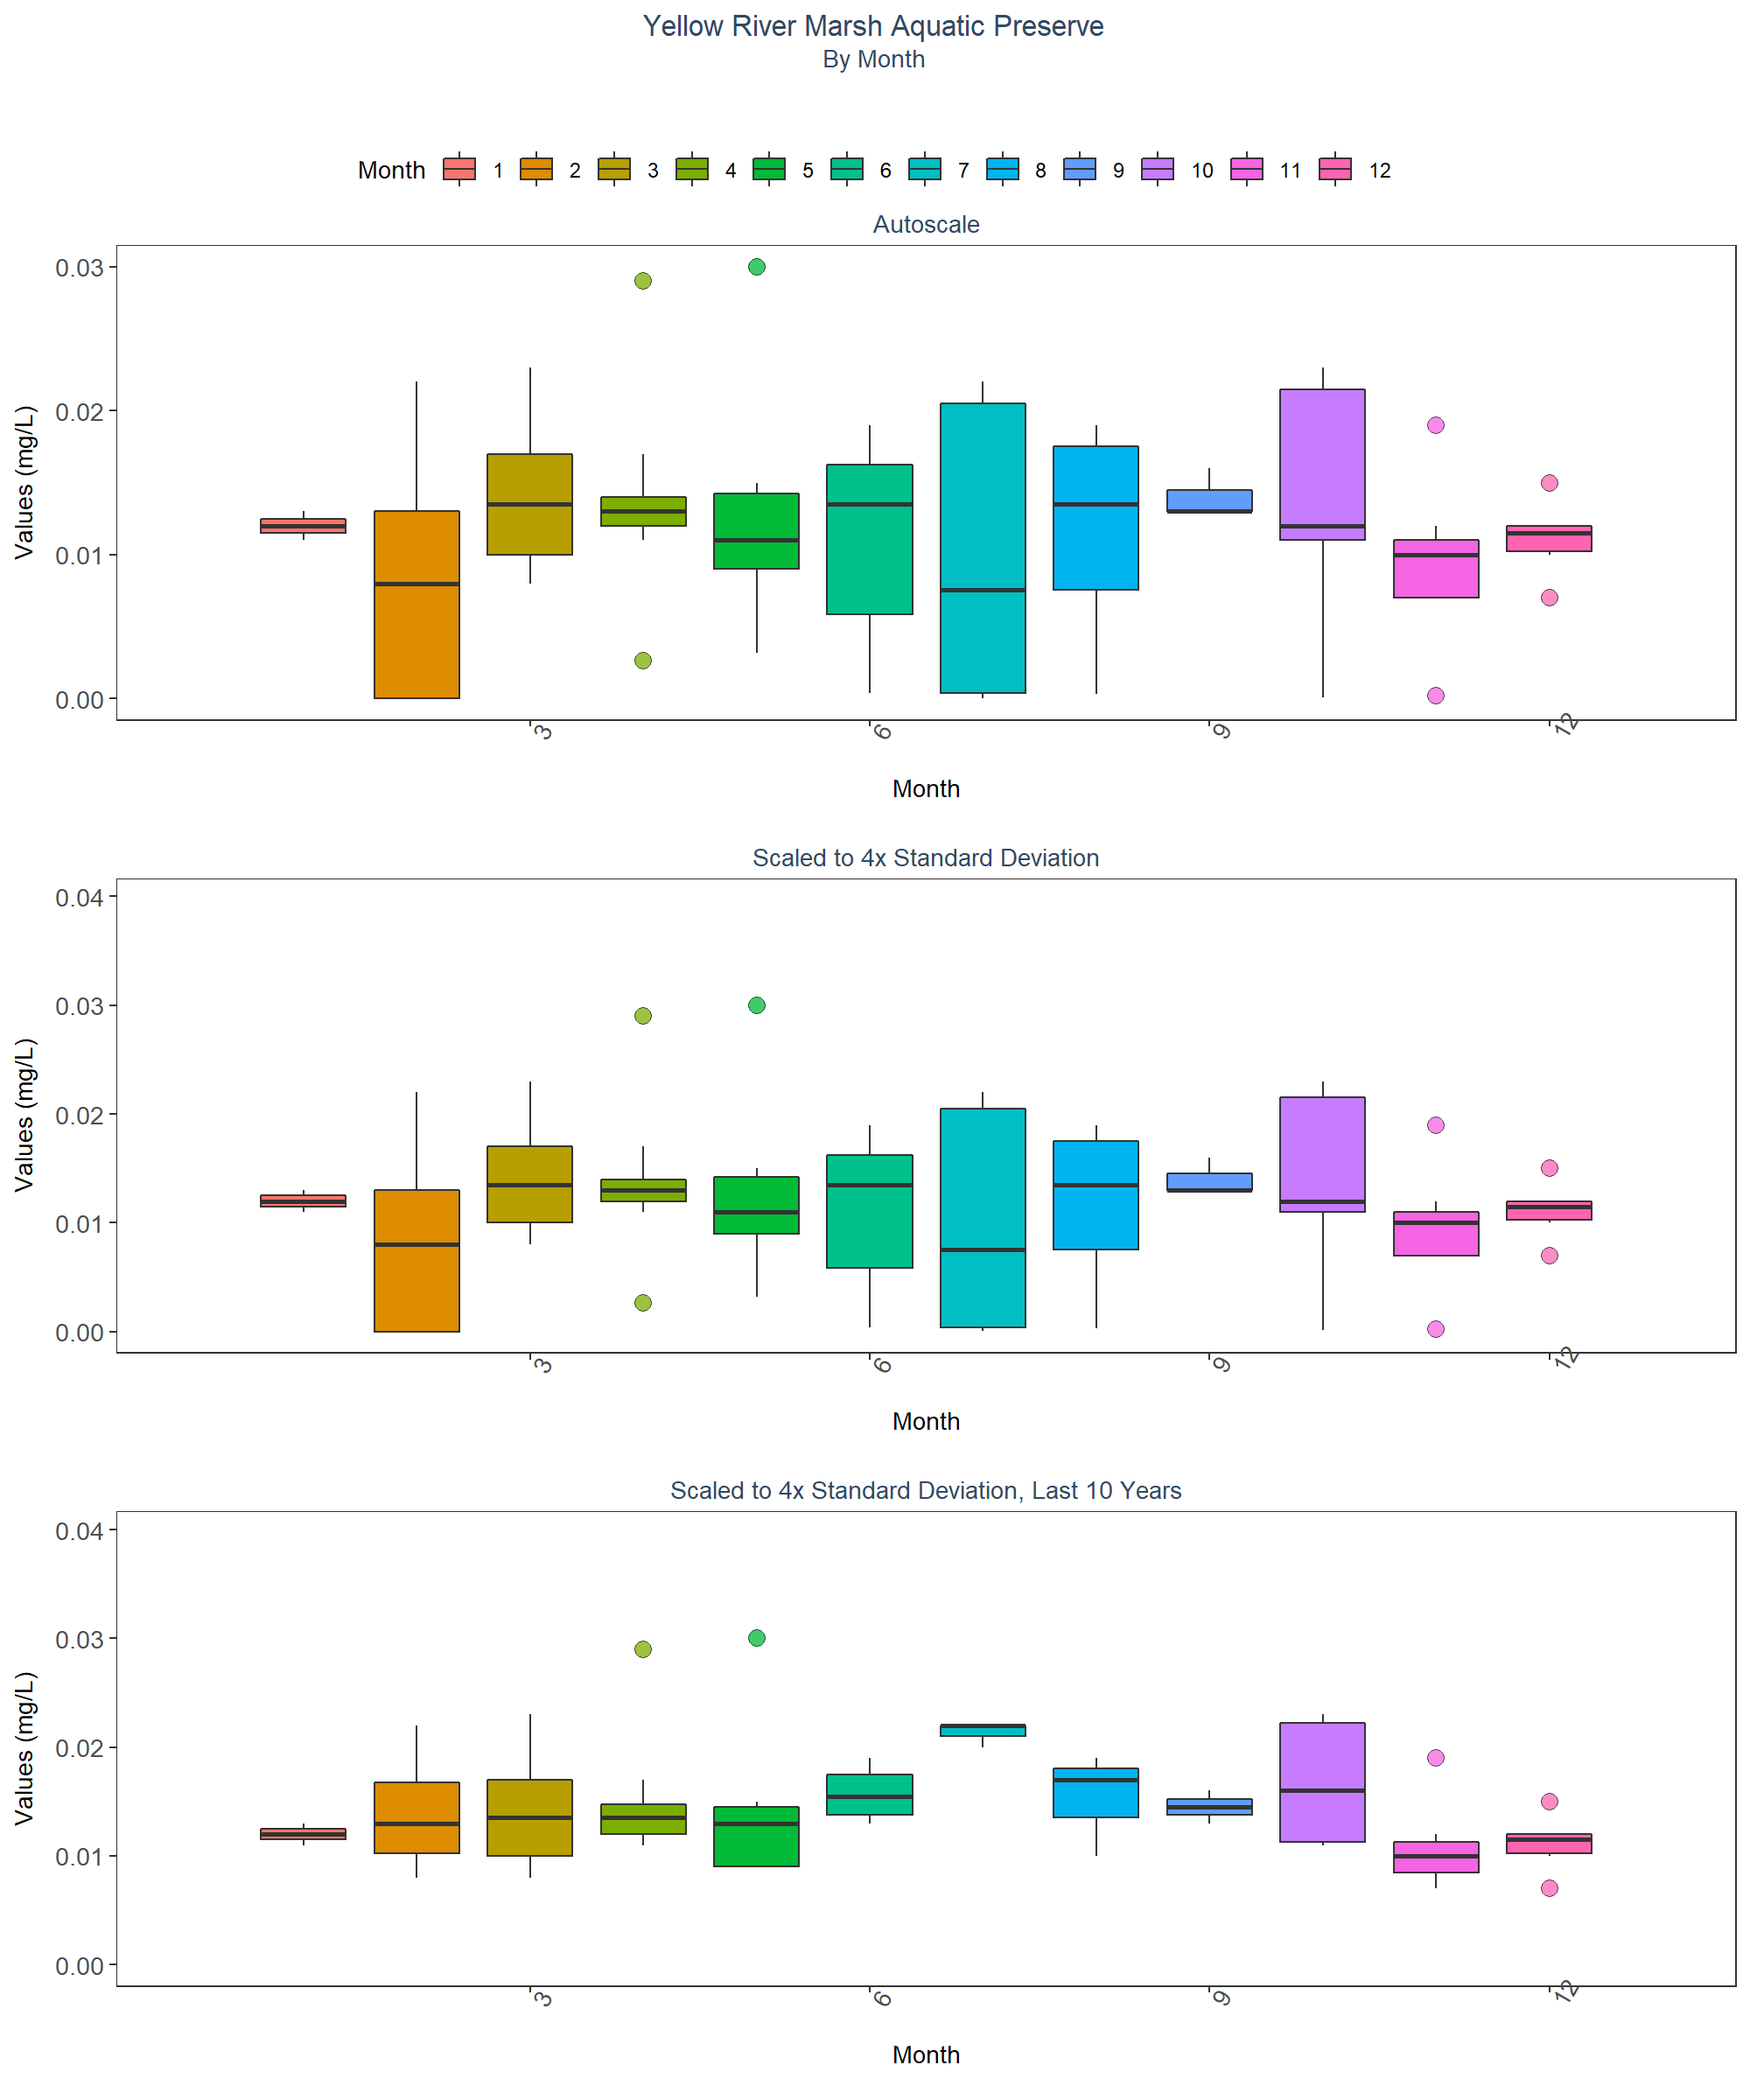 Yellow River Marsh Aquatic Preserve
By Month
Month 1 2 3 4 5 6 7 8 9 10 11 12
Autoscale
Values (mg/L)
0.03
0.02
0.01
0.00
3 6 9 12
Month
Scaled to 4x Standard Deviation
Values (mg/L)
0.04
0.03
0.02
0.01
0.00
3 6 9 12
Month
Scaled to 4x Standard Deviation, Last 10 Years
Values (mg/L)
0.04
0.03
0.02
0.01
0.00
3 6 9 12
Month